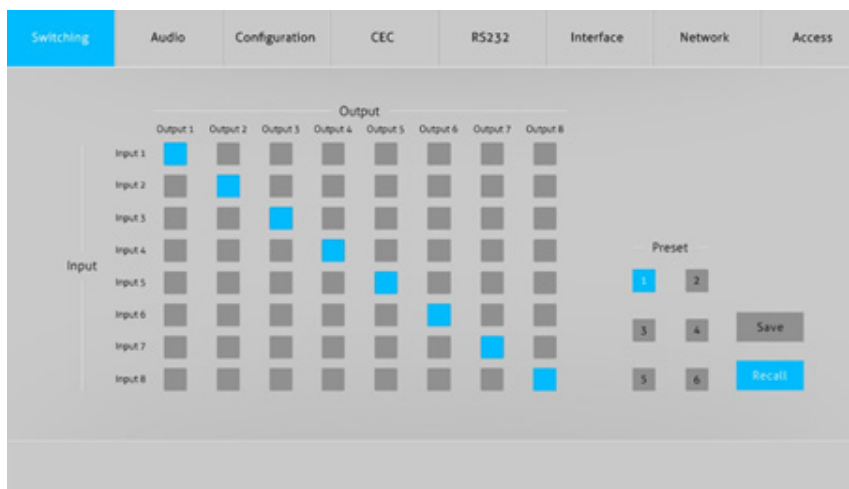 Switching Audio Configuration CEC RS232 Interface Network Access
Output
Output 1 Output 2 Output 3 Output 4 Output 5 Output 6 Output 7 Output 8
Input 1
Input 2
Input 3
Input 4
Input
Input 5
Input 6
Input 7
Input 8
Preset
1 2
3 4
5 6
Save
Recall